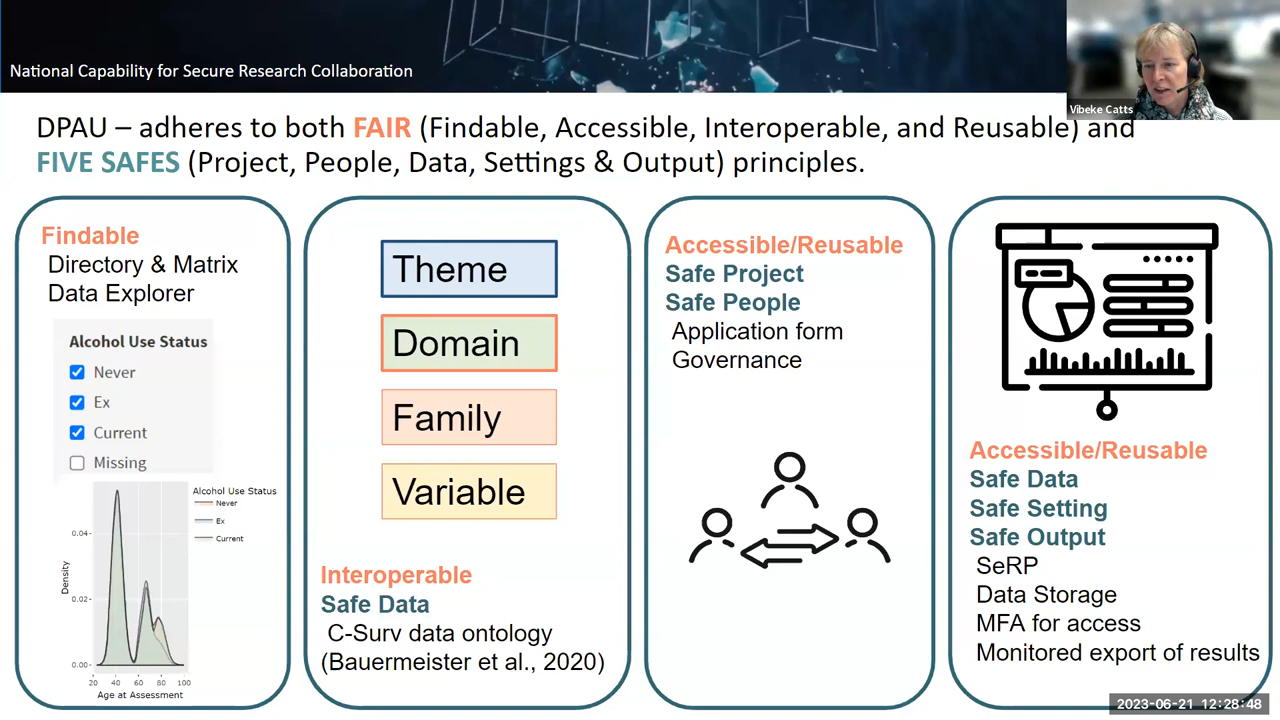 National Capability for Secure Research Collaboration
Vibeke Catts
DPAU – adheres to both FAIR (Findable, Accessible, Interoperable, and Reusable) and
FIVE SAFES (Project, People, Data, Settings & Output) principles.
Findable
Directory & Matrix
Data Explorer
Alcohol Use Status
Never
Ex
Current
Missing
Alcohol Use Status
Never
Ex
Current
Density
0.04
0.02
0.00
20 40 60 80 100
Age at Assessment
Theme
Domain
Family
Variable
Interoperable
Safe Data
C-Surv data ontology
(Bauermeister et al., 2020)
Accessible/Reusable
Safe Project
Safe People
Application form
Governance
Accessible/Reusable
Safe Data
Safe Setting
Safe Output
SeRP
Data Storage
MFA for access
Monitored export of results
2023-06-21 12:28:48